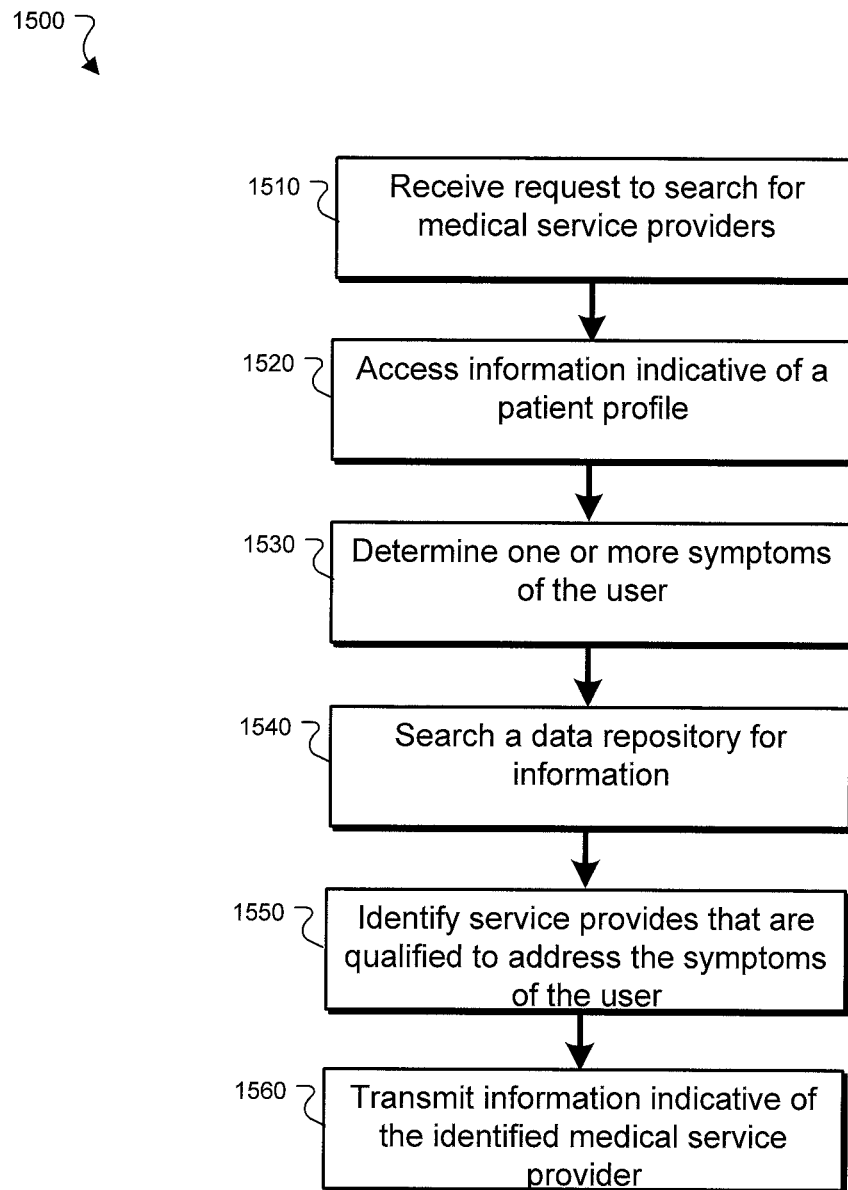 1500
1510
Receive request to search for
medical service providers
1520
Access information indicative of a
patient profile
1530
Determine one or more symptoms
of the user
1540
Search a data repository for
information
1550
Identify service provides that are
qualified to address the symptoms
of the user
1560
Transmit information indicative of
the identified medical service
provider